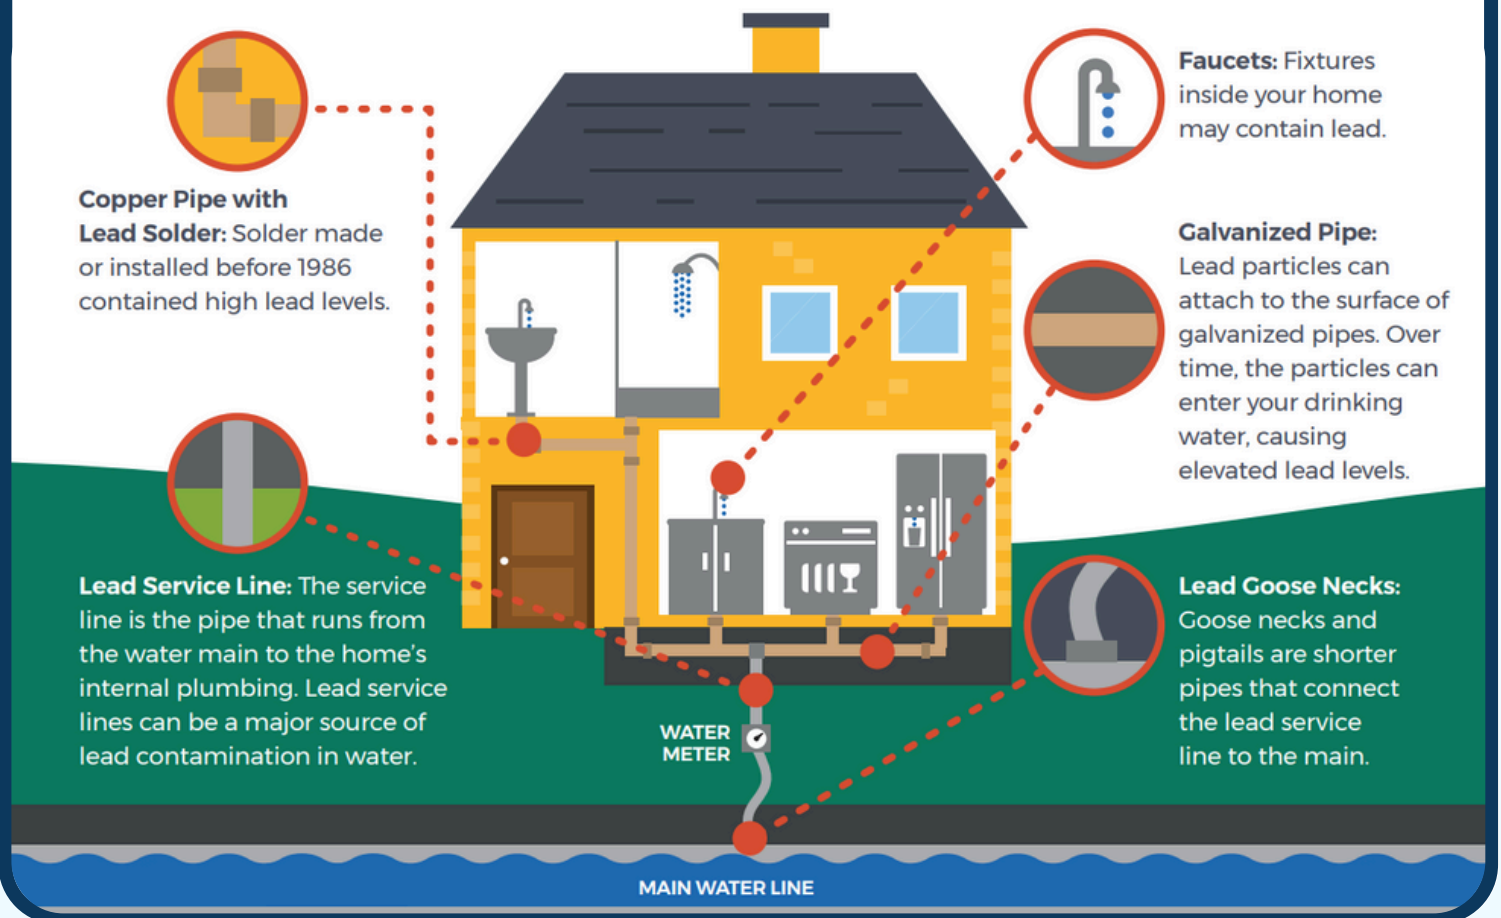 Copper Pipe with
Lead Solder: Solder made
or installed before 1986
contained high lead levels.
Lead Service Line: The service
line is the pipe that runs from
the water main to the home's
internal plumbing. Lead service
lines can be a major source of
lead contamination in water.
Faucets: Fixtures
inside your home
may contain lead.
Galvanized Pipe:
Lead particles can
attach to the surface of
galvanized pipes. Over
time, the particles can
enter your drinking
water, causing
elevated lead levels.
Lead Goose Necks:
Goose necks and
pigtails are shorter
pipes that connect
the lead service
line to the main.
WATER
METER
MAIN WATER LINE